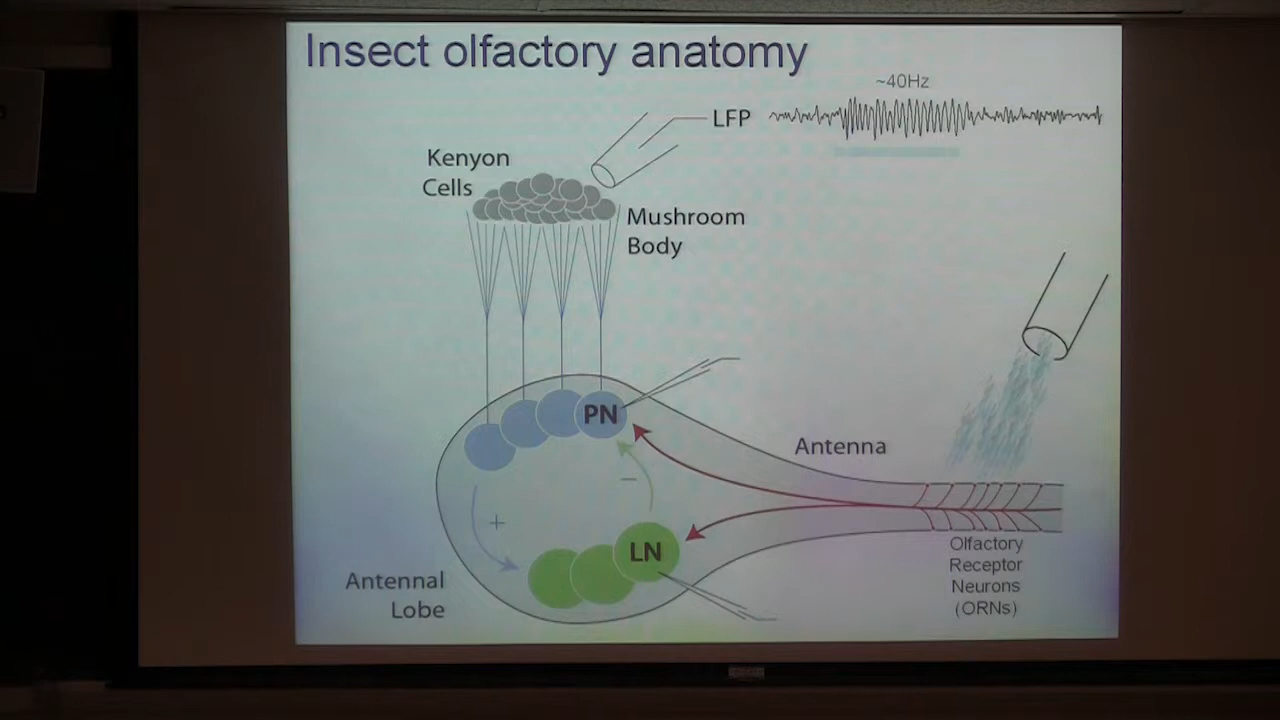 Insect olfactory anatomy
~40Hz
LFP
Kenyon
Cells
Mushroom
Body
PN
Antenna
+
−
LN
Antennal
Lobe
Olfactory
Receptor
Neurons
(ORNs)